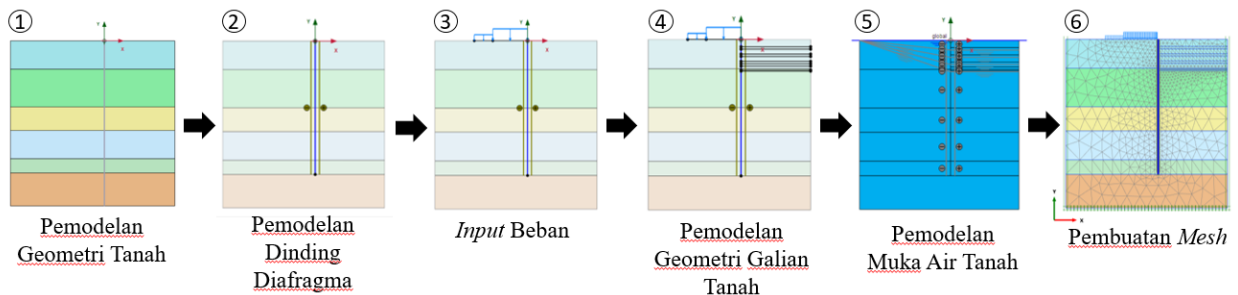 ①
Pemodelan
Geometri Tanah
②
Pemodelan
Dinding
Diafragma
③
Input Beban
④
Pemodelan
Geometri Galian
Tanah
⑤
global
Pemodelan
Muka Air Tanah
⑥
Y
X
Pembuatan Mesh